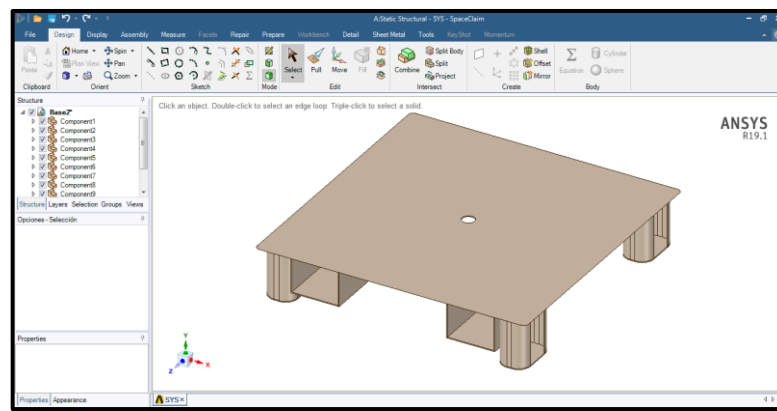 A:Static Structural - SYS - SpaceClaim
File Design Display Assembly Measure Facets Repair Prepare Workbench Detail Sheet Metal Tools KeyShot Momentum
Home Spin Split Body Shell Cylinder
Plan View Pan Split Offset
Paste Zoom Select Pull Move Fill Combine Project Mirror Equation Sphere
Clipboard Orient Sketch Mode Edit Intersect Create Body
Structure
Click an object. Double-click to select an edge loop. Triple-click to select a solid.
Base2*
Component1
Component2
Component3
Component4
Component5
Component6
Component7
Component8
Component9
ANSYS
R19.1
Structure Layers Selection Groups Views
Opciones - Selección
Properties
Y
X
Z
Properties Appearance
SYS